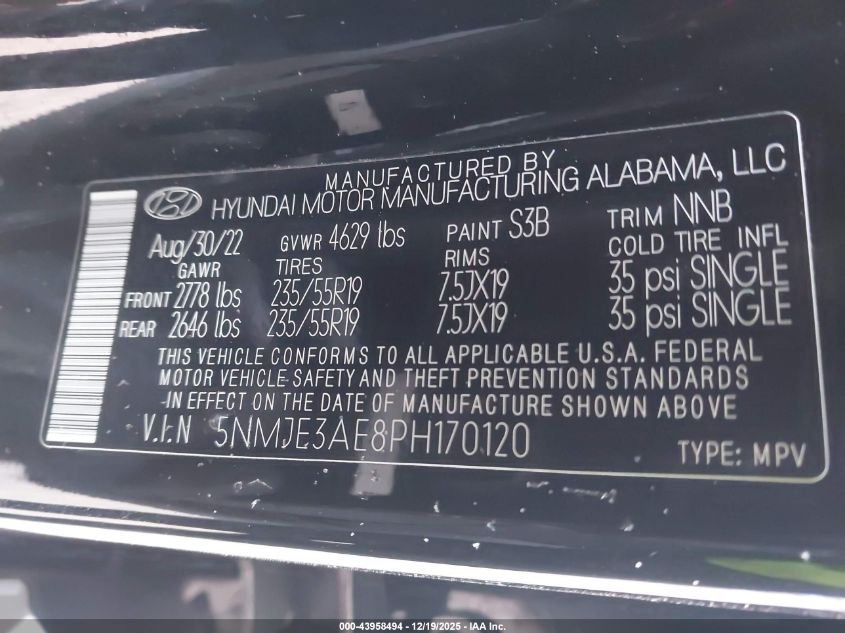 MANUFACTURED BY
HYUNDAI MOTOR MANUFACTURING ALABAMA, LLC
Aug/30/22 GVWR 4629 lbs PAINT S3B TRIM NNB
GAWR TIRES RIMS COLD TIRE INFL
FRONT 2778 lbs 235/55R19 7.5JX19 35 psi SINGLE
REAR 2646 lbs 235/55R19 7.5JX19 35 psi SINGLE
THIS VEHICLE CONFORMS TO ALL APPLICABLE U.S.A. FEDERAL
MOTOR VEHICLE SAFETY AND THEFT PREVENTION STANDARDS
IN EFFECT ON THE DATE OF MANUFACTURE SHOWN ABOVE
V.I.N 5NMJE3AE8PH170120
TYPE: MPV
000-43958494 - 12/19/2025 - IAA Inc.